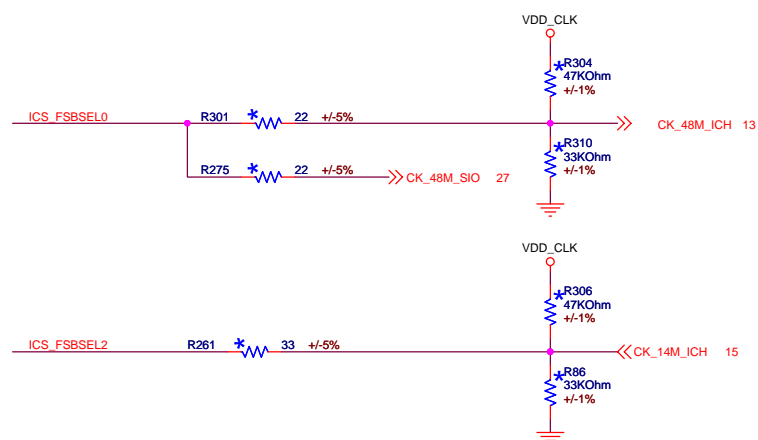 VDD_CLK
R304
47KOhm
+/-1%
ICS_FSBSEL0 R301 22 +/-5% CK_48M_ICH 13
R310
33KOhm
+/-1%
R275 22 +/-5% CK_48M_SIO 27
VDD_CLK
R306
47KOhm
+/-1%
ICS_FSBSEL2 R261 33 +/-5% CK_14M_ICH 15
R86
33KOhm
+/-1%